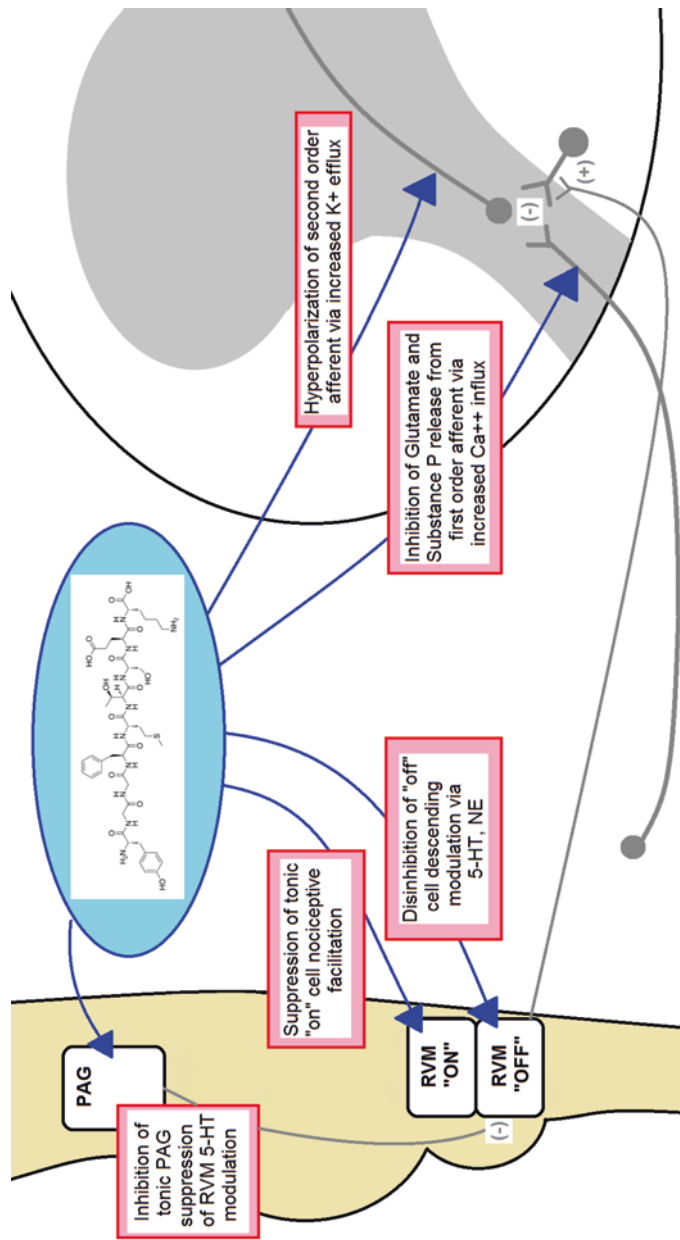 PAG
Inhibition of
tonic PAG
suppression
of RVM 5-HT
modulation
Suppression of tonic
"on" cell nociceptive
facilitation
RVM
"ON"
RVM
"OFF"
(-)
Disinhibition of "off"
cell descending
modulation via
5-HT, NE
Hyperpolarization of second order
afferent via increased K+ efflux
Inhibition of Glutamate and
Substance P release from
first order afferent via
increased Ca++ influx
(-)
(+)
H₂N
HO
O
H
N
O
N
H
O
H
N
O
N
H
O
S
H
N
OH
O
N
H
OH
O
H
N
HO
O
O
N
H
O
OH
NH₂